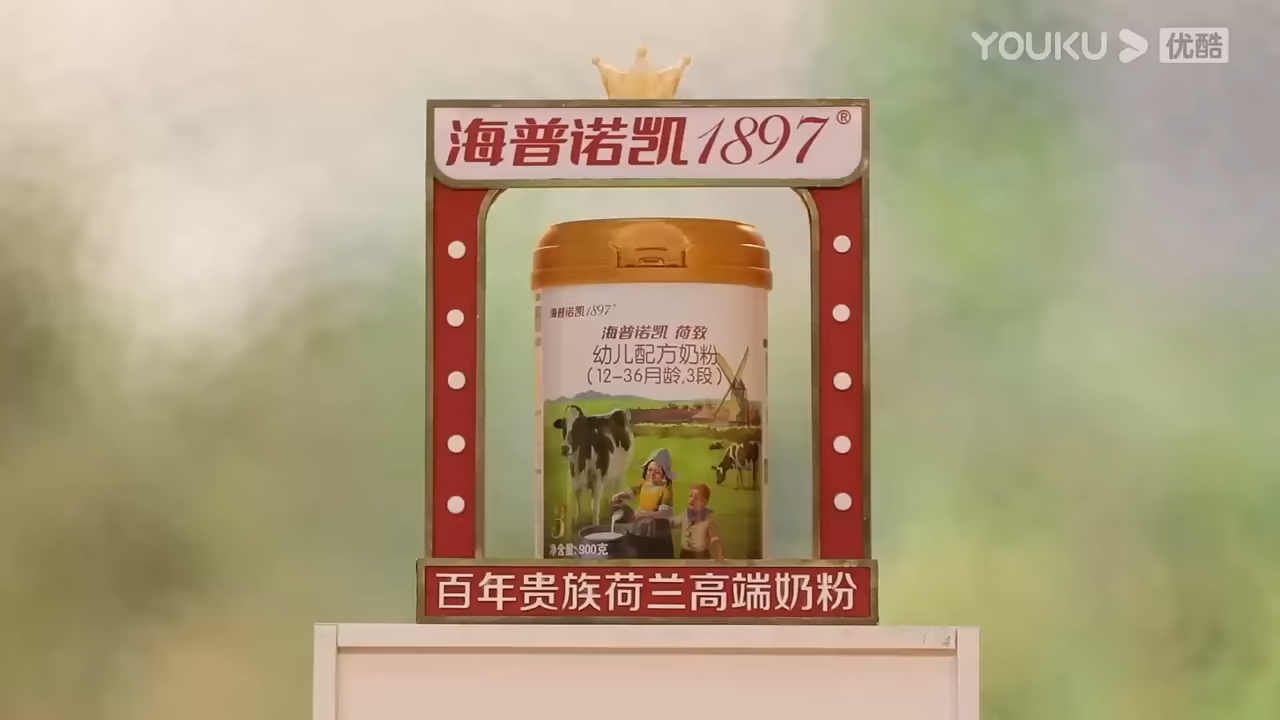 YOUKU 优酷
海普诺凯1897®
海普诺凯1897
海普诺凯 荷致
幼儿配方奶粉
(12-36月龄,3段)
3
净含量:900克
百年贵族荷兰高端奶粉